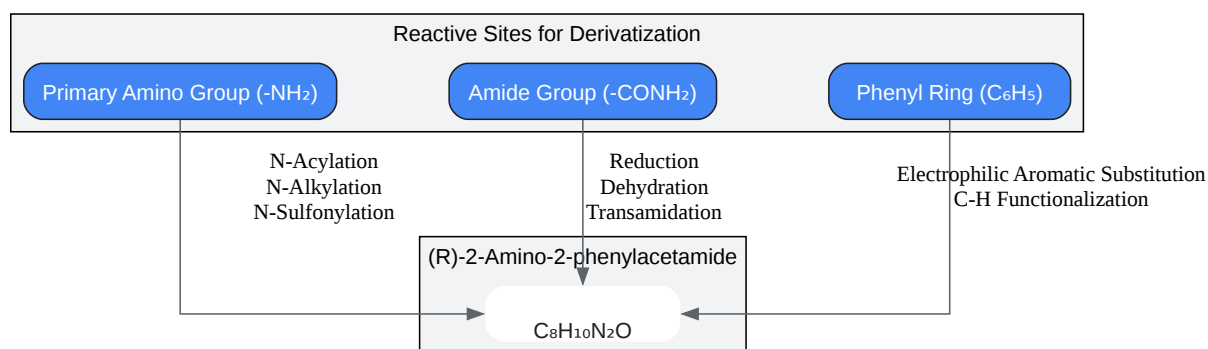 Reactive Sites for Derivatization
Primary Amino Group (-NH₂)
Amide Group (-CONH₂)
Phenyl Ring (C₆H₅)
N-Acylation
N-Alkylation
N-Sulfonylation
Reduction
Dehydration
Transamidation
Electrophilic Aromatic Substitution
C-H Functionalization
(R)-2-Amino-2-phenylacetamide
C₈H₁₀N₂O